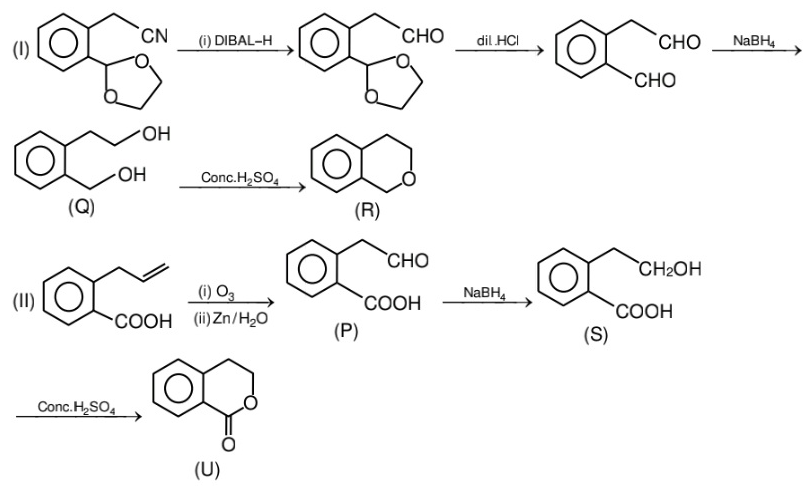 (I) CN (i) DIBAL–H CHO dil.HCl CHO NaBH₄
O O O O CHO
OH
OH Conc.H₂SO₄ O
(Q) (R)
(II) COOH (i) O₃ (ii) Zn/H₂O CHO COOH NaBH₄ CH₂OH COOH
(P) (S)
Conc.H₂SO₄ O
O
(U)